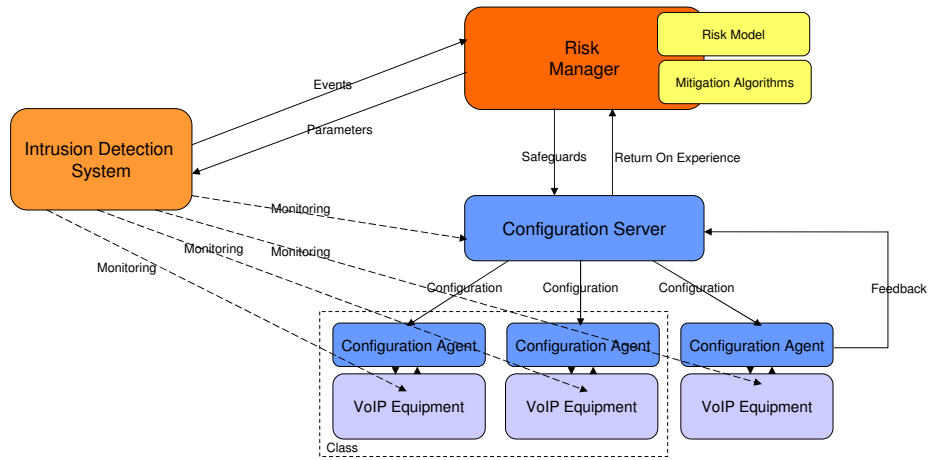 Risk Model
Risk
Manager
Mitigation Algorithms
Events
Parameters
Intrusion Detection
System
Safeguards
Return On Experience
Monitoring
Configuration Server
Monitoring
Monitoring
Monitoring
Configuration
Configuration
Configuration
Feedback
Configuration Agent
Configuration Agent
Configuration Agent
VoIP Equipment
VoIP Equipment
VoIP Equipment
Class